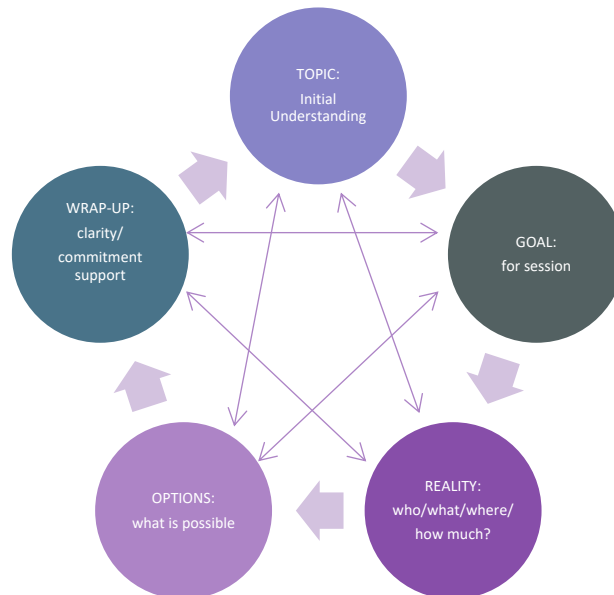 TOPIC:
Initial
Understanding
GOAL:
for session
REALITY:
who/what/where/
how much?
OPTIONS:
what is possible
WRAP-UP:
clarity/
commitment
support